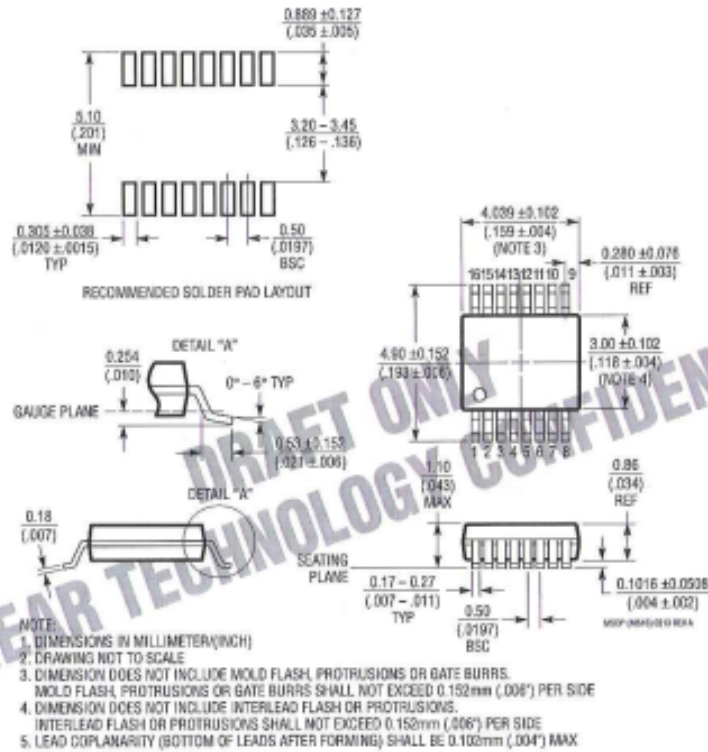 0.889 ±0.127
(.035 ±.005)
5.10
(.201)
MIN
3.20 – 3.45
(.126 – .136)
0.305 ±0.038
(.0120 ±.0015)
TYP
0.50
(.0197)
BSC
RECOMMENDED SOLDER PAD LAYOUT
4.039 ±0.102
(.159 ±.004)
(NOTE 3)
0.280 ±0.076
(.011 ±.003)
REF
16151413121110 9
4.90 ±0.152
(.193 ±.006)
3.00 ±0.102
(.118 ±.004)
(NOTE 4)
1 2 3 4 5 6 7 8
DETAIL "A"
0.254
(.010)
0° – 6° TYP
GAUGE PLANE
0.53 ±0.152
(.021 ±.006)
DETAIL "A"
0.18
(.007)
1.10
(.043)
MAX
0.86
(.034)
REF
SEATING
PLANE
0.17 – 0.27
(.007 – .011)
TYP
0.50
(.0197)
BSC
0.1016 ±0.0508
(.004 ±.002)
DRAFT ONLY
TECHNOLOGY
NOTE:
1. DIMENSIONS IN MILLIMETER/(INCH)
2. DRAWING NOT TO SCALE
3. DIMENSION DOES NOT INCLUDE MOLD FLASH, PROTRUSIONS OR GATE BURRS.
MOLD FLASH, PROTRUSIONS OR GATE BURRS SHALL NOT EXCEED 0.152mm (.006") PER SIDE
4. DIMENSION DOES NOT INCLUDE INTERLEAD FLASH OR PROTRUSIONS.
INTERLEAD FLASH OR PROTRUSIONS SHALL NOT EXCEED 0.152mm (.006") PER SIDE
5. LEAD COPLANARITY (BOTTOM OF LEADS AFTER FORMING) SHALL BE 0.102mm (.004") MAX